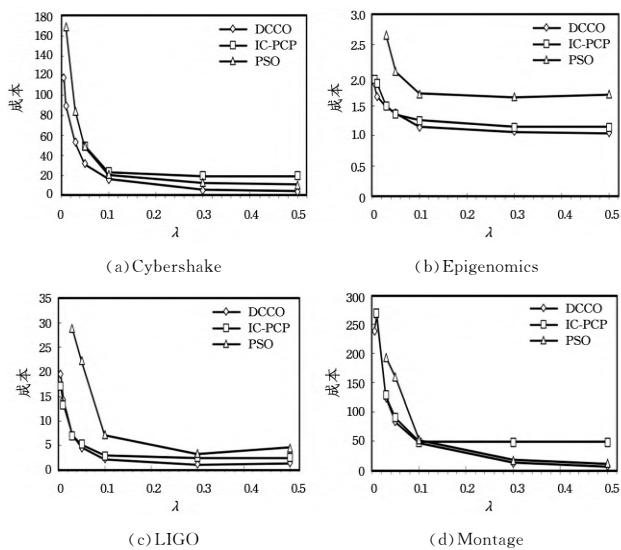 180
160
140
120
100
80
60
40
20
0
成本
DCCO
IC-PCP
PSO
0 0.1 0.2 0.3 0.4 0.5
λ
(a)Cybershake
3.0
2.5
2.0
1.5
1.0
0.5
0
成本
DCCO
IC-PCP
PSO
0 0.1 0.2 0.3 0.4 0.5
λ
(b)Epigenomics
35
30
25
20
15
10
5
0
成本
DCCO
IC-PCP
PSO
0 0.1 0.2 0.3 0.4 0.5
λ
(c)LIGO
300
250
200
150
100
50
0
成本
DCCO
IC-PCP
PSO
0 0.1 0.2 0.3 0.4 0.5
λ
(d)Montage